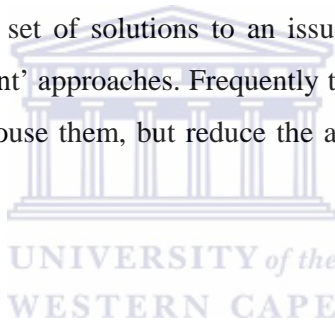 set of solutions to an issu
nt’ approaches. Frequently t
ouse them, but reduce the a
UNIVERSITY of the
WESTERN CAPE